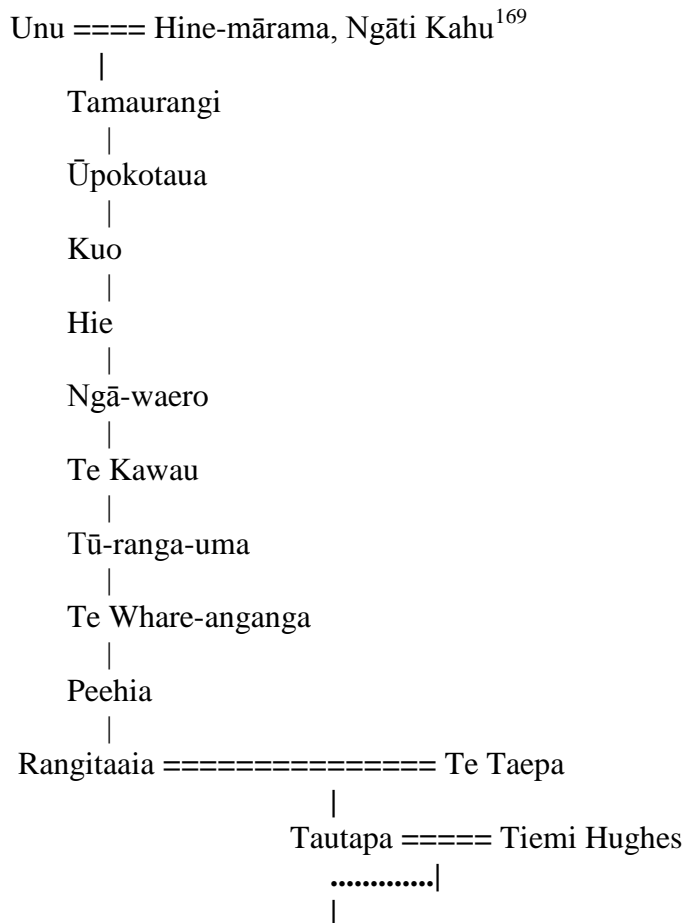 Unu ==== Hine-mārama, Ngāti Kahu¹⁶⁹
|
Tamaurangi
|
Ūpokotaua
|
Kuo
|
Hie
|
Ngā-waero
|
Te Kawau
|
Tū-ranga-uma
|
Te Whare-anganga
|
Peehia
|
Rangitaaia =============== Te Taepa
|
Tautapa ===== Tiemi Hughes
.............|
|